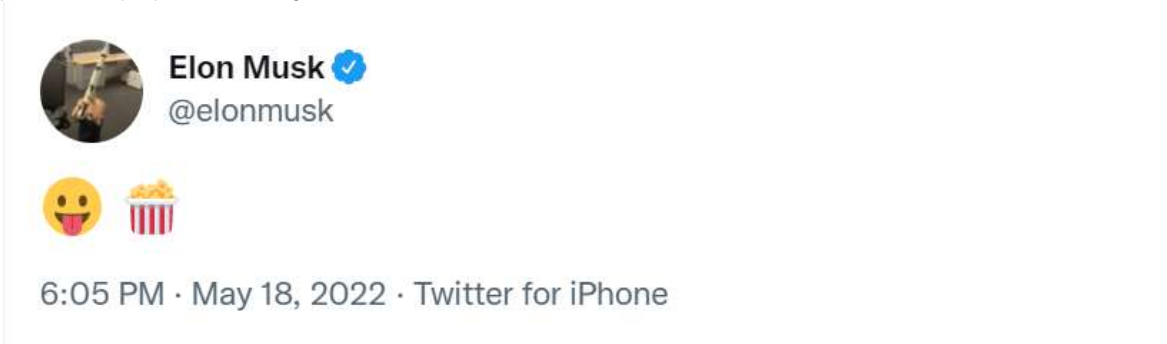 Elon Musk
@elonmusk
😛 🍿
6:05 PM · May 18, 2022 · Twitter for iPhone